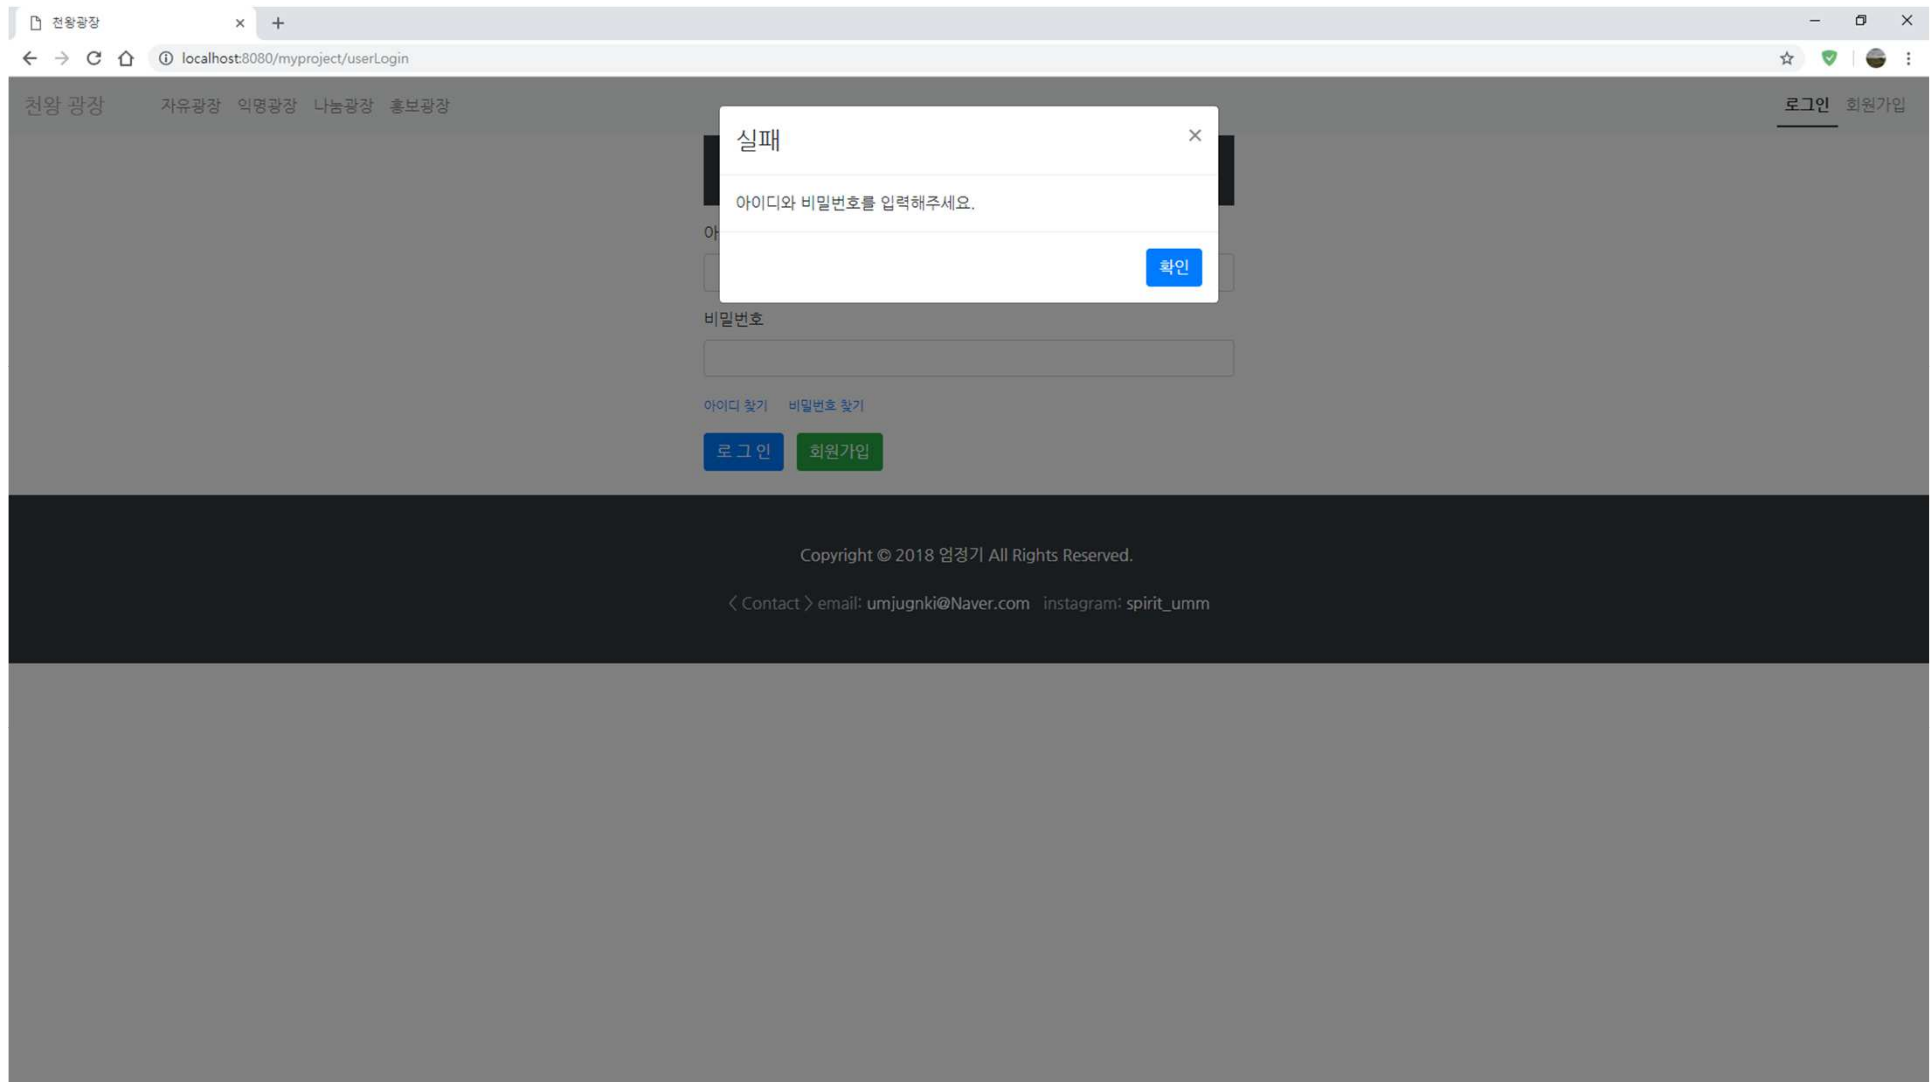 천왕광장
localhost:8080/myproject/userLogin
천왕 광장 자유광장 익명광장 나눔광장 홍보광장 로그인 회원가입
실패
아이디와 비밀번호를 입력해주세요.
확인
비밀번호
아이디 찾기 비밀번호 찾기
로 그 인 회원가입
Copyright © 2018 엄정기 All Rights Reserved.
〈 Contact 〉 email: umjugnki@Naver.com instagram: spirit_umm